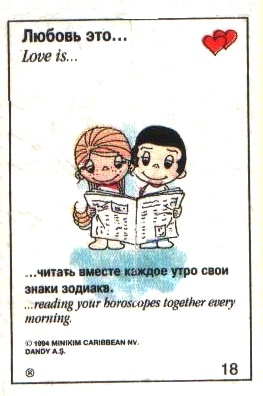 Любовь это...
Love is...
...читать вместе каждое утро свои
знаки зодиака.
...reading your horoscopes together every
morning.
© 1994 MINIKIM CARIBBEAN NV.
DANDY A.Ş.
® 18